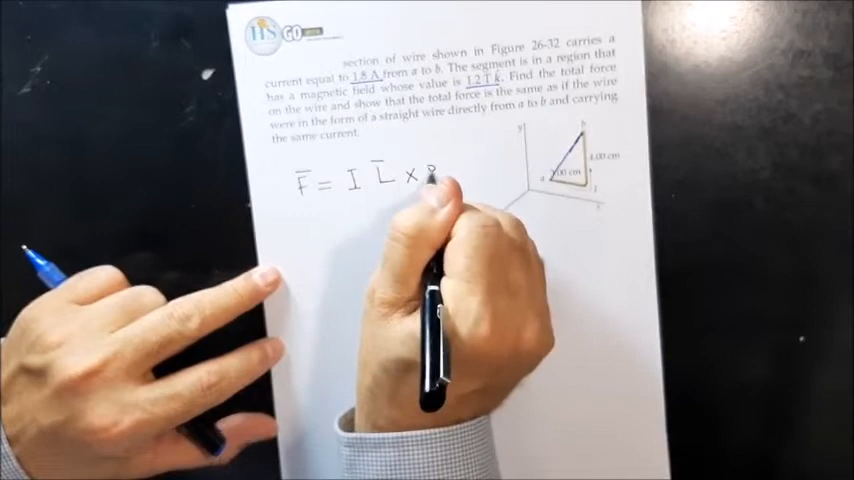 HS
GO
section of wire shown in Figure 26-32 carries a
current equal to 1.8 A from a to b. The segment is in a region that
has a magnetic field whose value is 1.2 T k. Find the total force
on the wire and show that the total force is the same as if the wire
were in the form of a straight wire directly from a to b and carrying
the same current.
y
b
4.00 cm
a
3.00 cm
F = I L ×